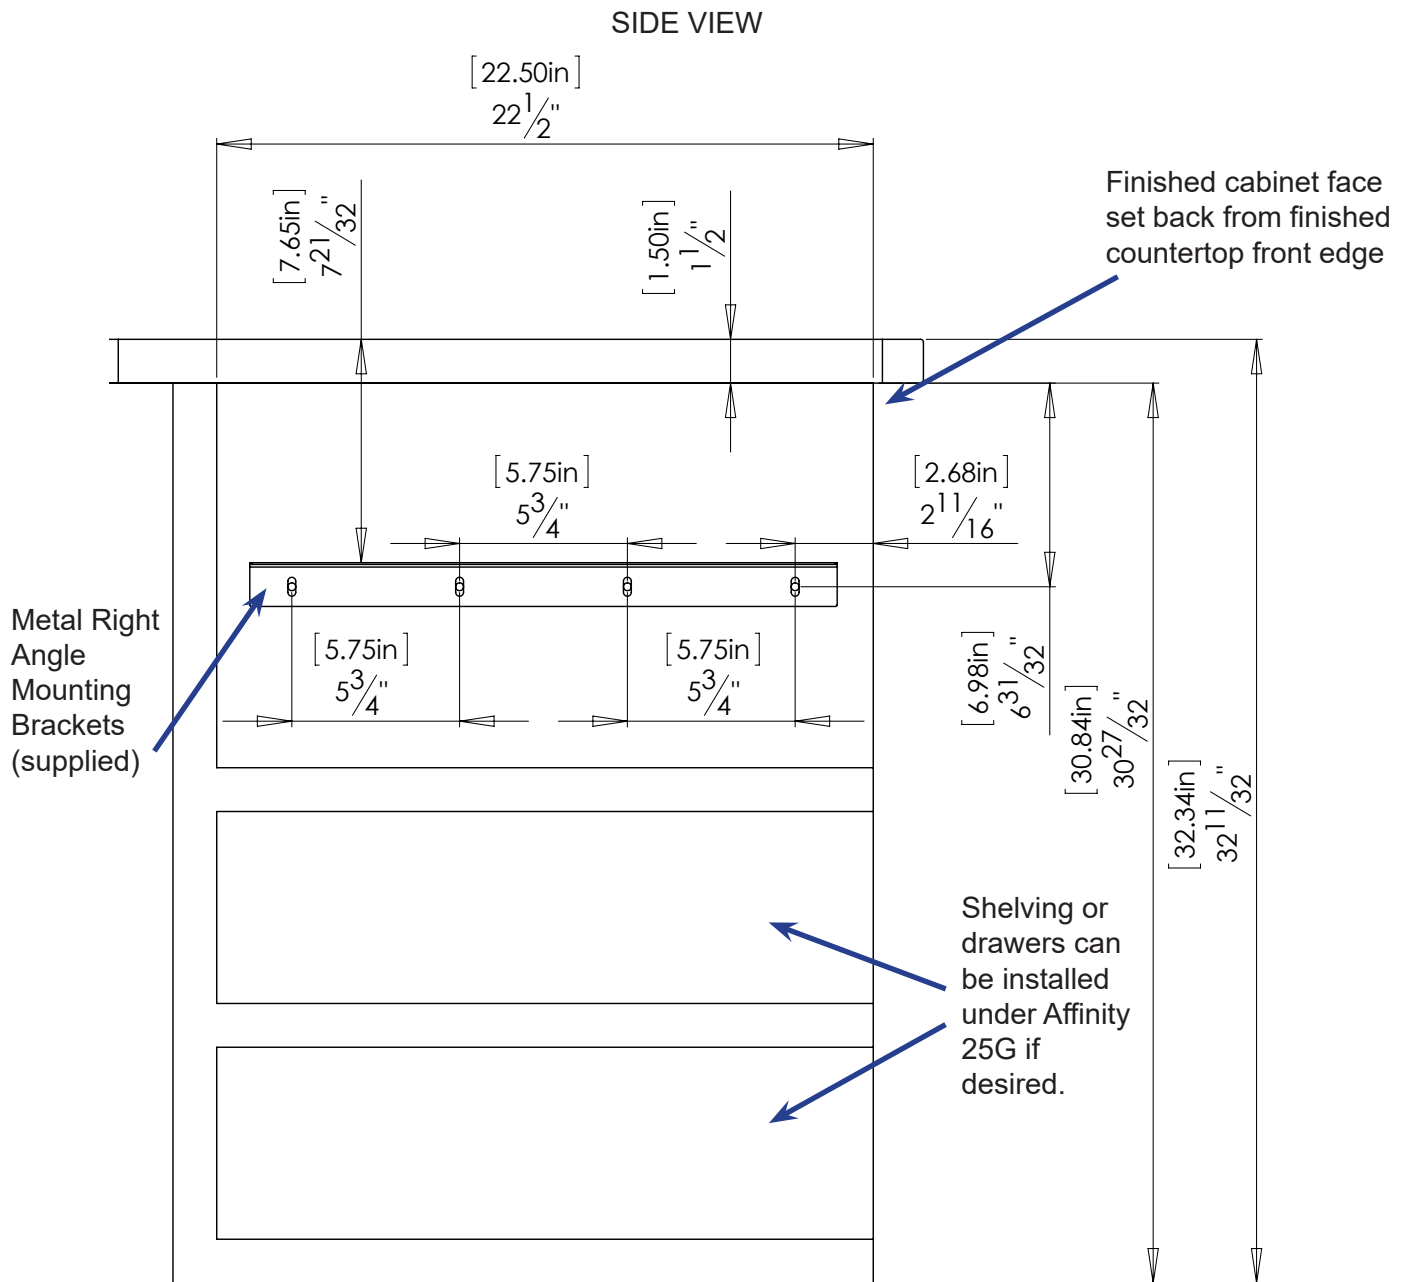 SIDE VIEW
[22.50in]
22 1/2"
[7.65in]
7 21/32"
[1.50in]
1 1/2"
Finished cabinet face
set back from finished
countertop front edge
[5.75in]
5 3/4"
[2.68in]
2 11/16"
Metal Right
Angle
Mounting
Brackets
(supplied)
[5.75in]
5 3/4"
[5.75in]
5 3/4"
[6.98in]
6 31/32"
[30.84in]
30 27/32"
[32.34in]
32 11/32"
Shelving or
drawers can
be installed
under Affinity
25G if
desired.